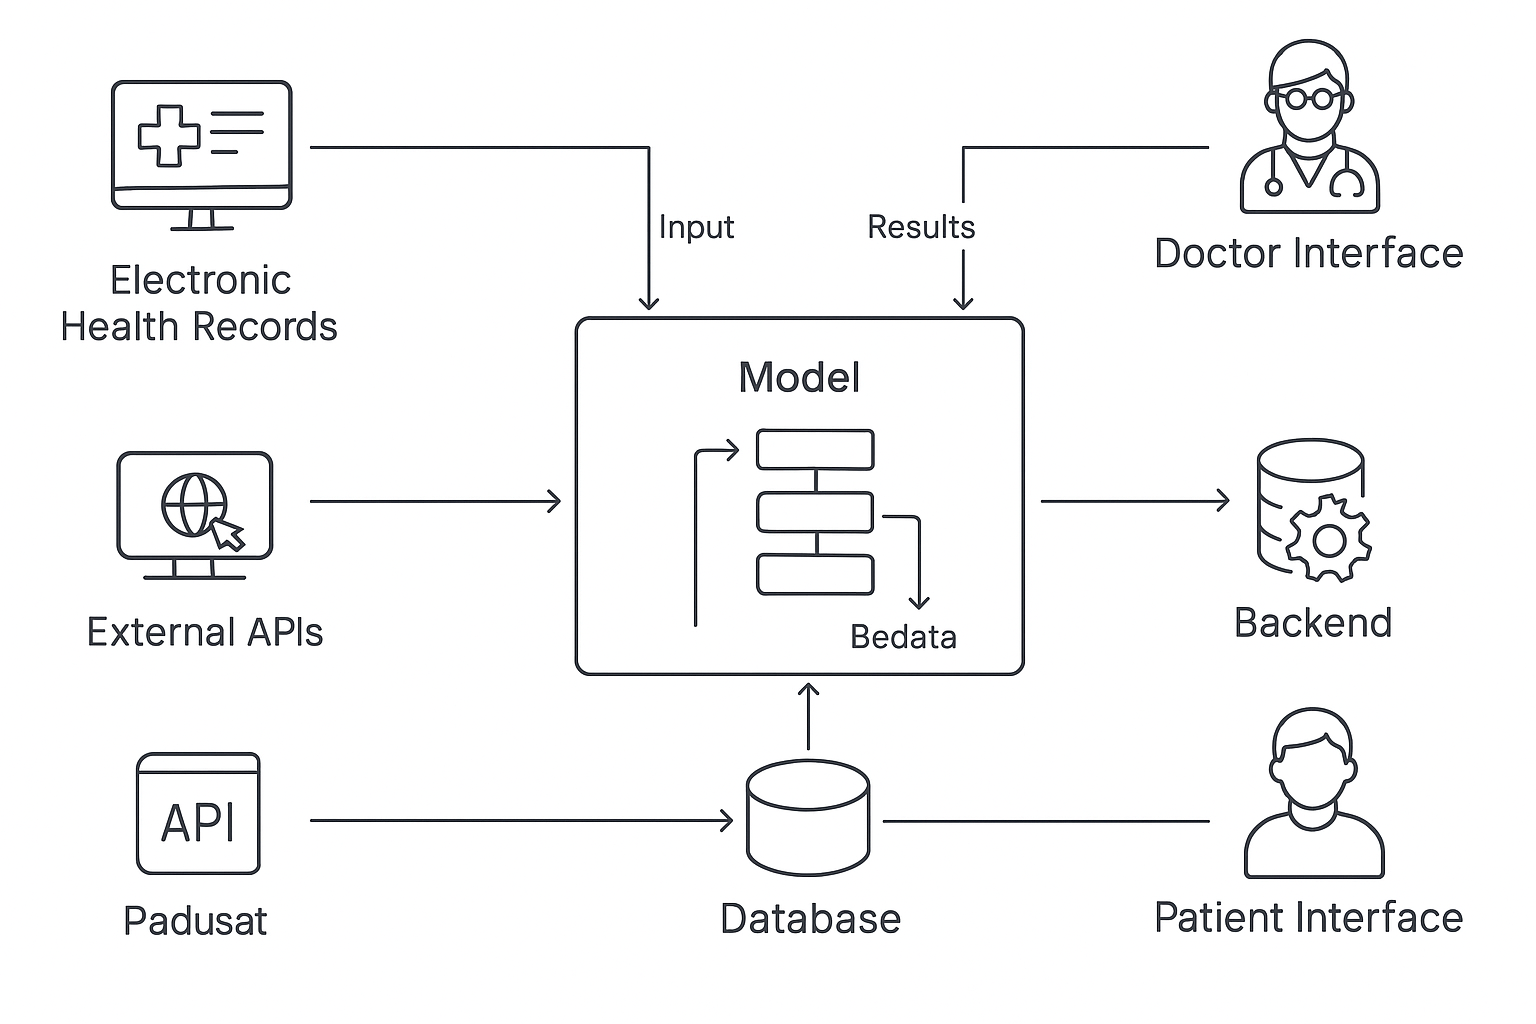 Electronic
Health Records
Input
Results
Doctor Interface
Model
Bedata
External APIs
Backend
API
Padusat
Database
Patient Interface